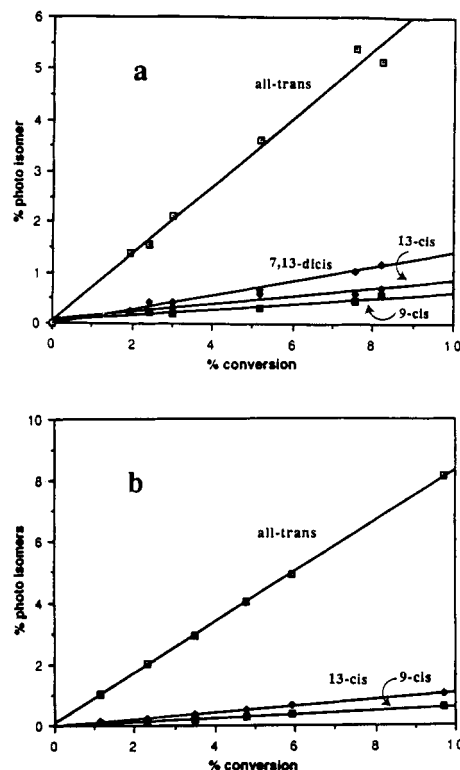 6
a
5
all-trans
4
% photo isomer
3
2
13-cis
7,13-dicis
1
9-cis
0
0 2 4 6 8 10
% conversion
10
b
8
all-trans
6
% photo isomers
4
2
13-cis 9-cis
0
0 2 4 6 8 10
% conversion